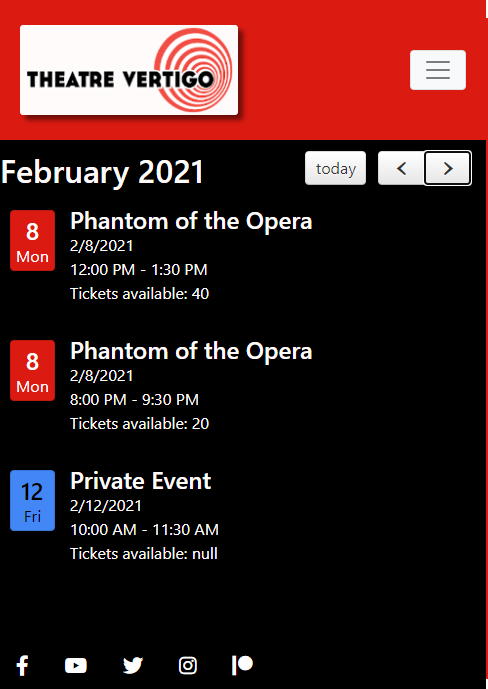 THEATRE VERTIGO
February 2021
today
8
Mon
Phantom of the Opera
2/8/2021
12:00 PM - 1:30 PM
Tickets available: 40
8
Mon
Phantom of the Opera
2/8/2021
8:00 PM - 9:30 PM
Tickets available: 20
12
Fri
Private Event
2/12/2021
10:00 AM - 11:30 AM
Tickets available: null